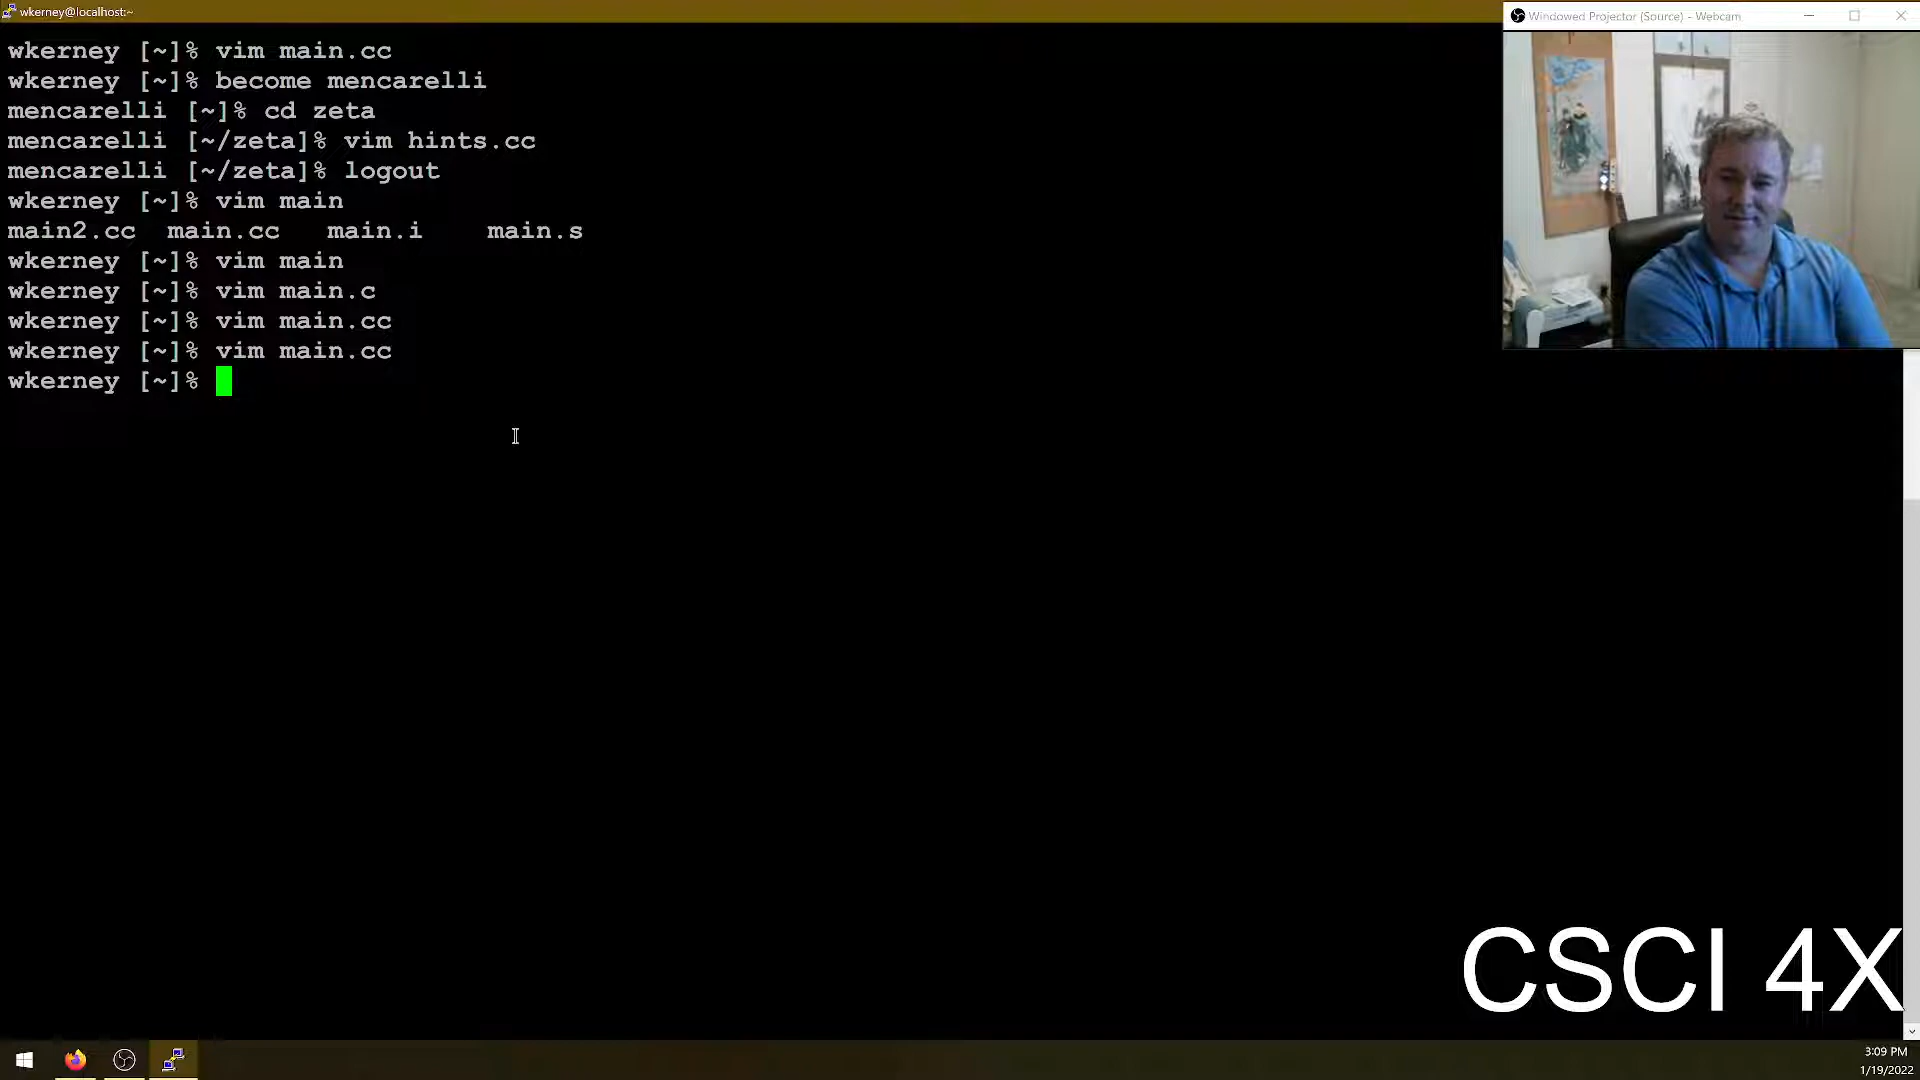 wkerney@localhost:~
Windowed Projector (Source) - Webcam
wkerney [~]% vim main.cc
wkerney [~]% become mencarelli
mencarelli [~]% cd zeta
mencarelli [~/zeta]% vim hints.cc
mencarelli [~/zeta]% logout
wkerney [~]% vim main
main2.cc main.cc main.i main.s
wkerney [~]% vim main
wkerney [~]% vim main.c
wkerney [~]% vim main.cc
wkerney [~]% vim main.cc
wkerney [~]%
CSCI 4X
3:09 PM
1/19/2022